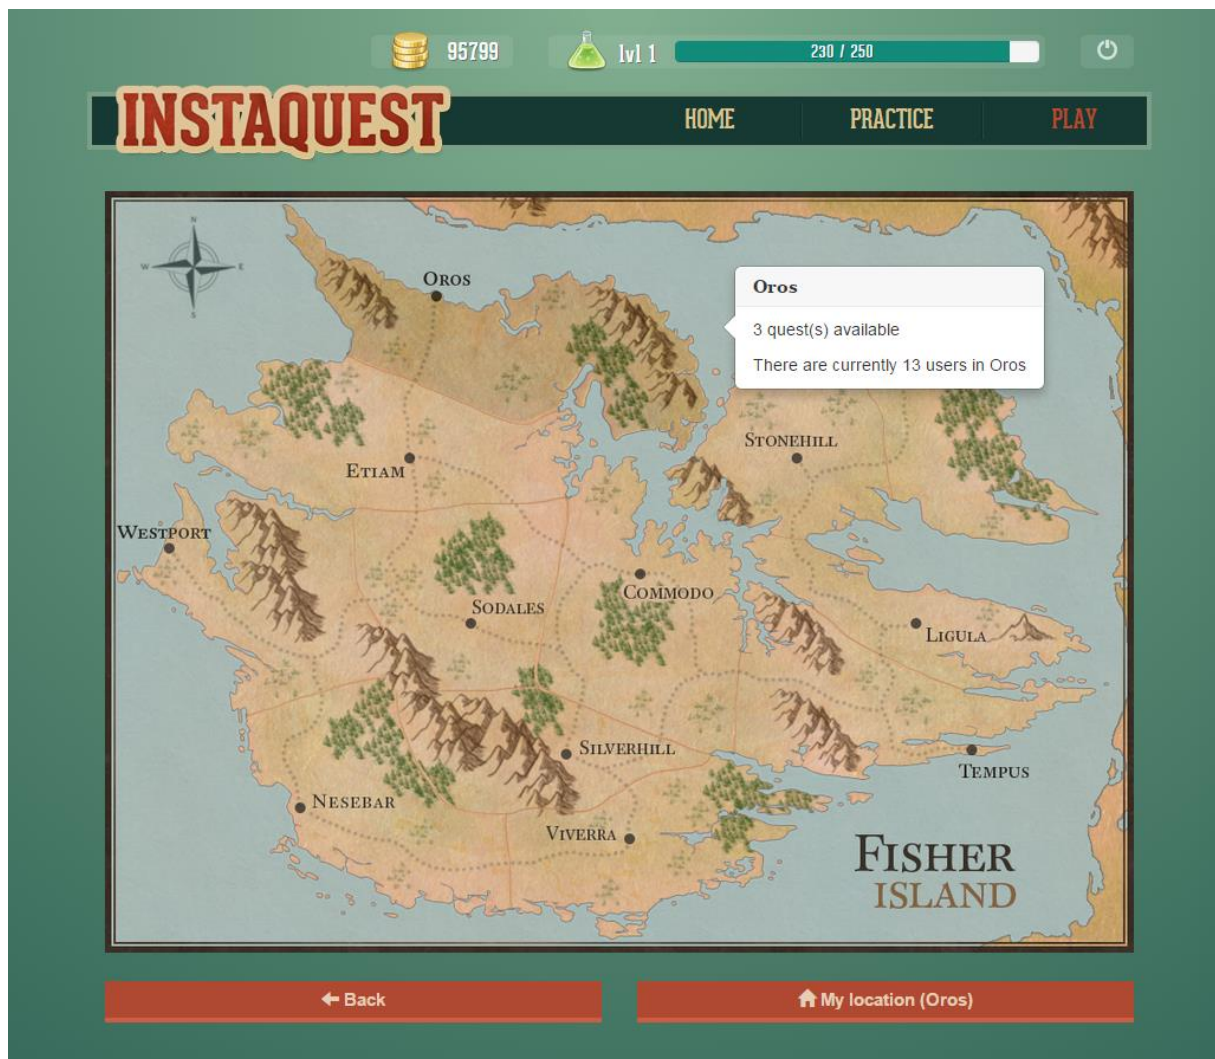 95799
lvl 1
230 / 250
INSTAQUEST
HOME
PRACTICE
PLAY
N
W
E
S
OROS
Oros
3 quest(s) available
There are currently 13 users in Oros
STONEHILL
ETIAM
WESTPORT
COMMODO
SODALES
LIGULA
SILVERHILL
TEMPUS
NESEBAR
VIVERRA
FISHER
ISLAND
Back
My location (Oros)